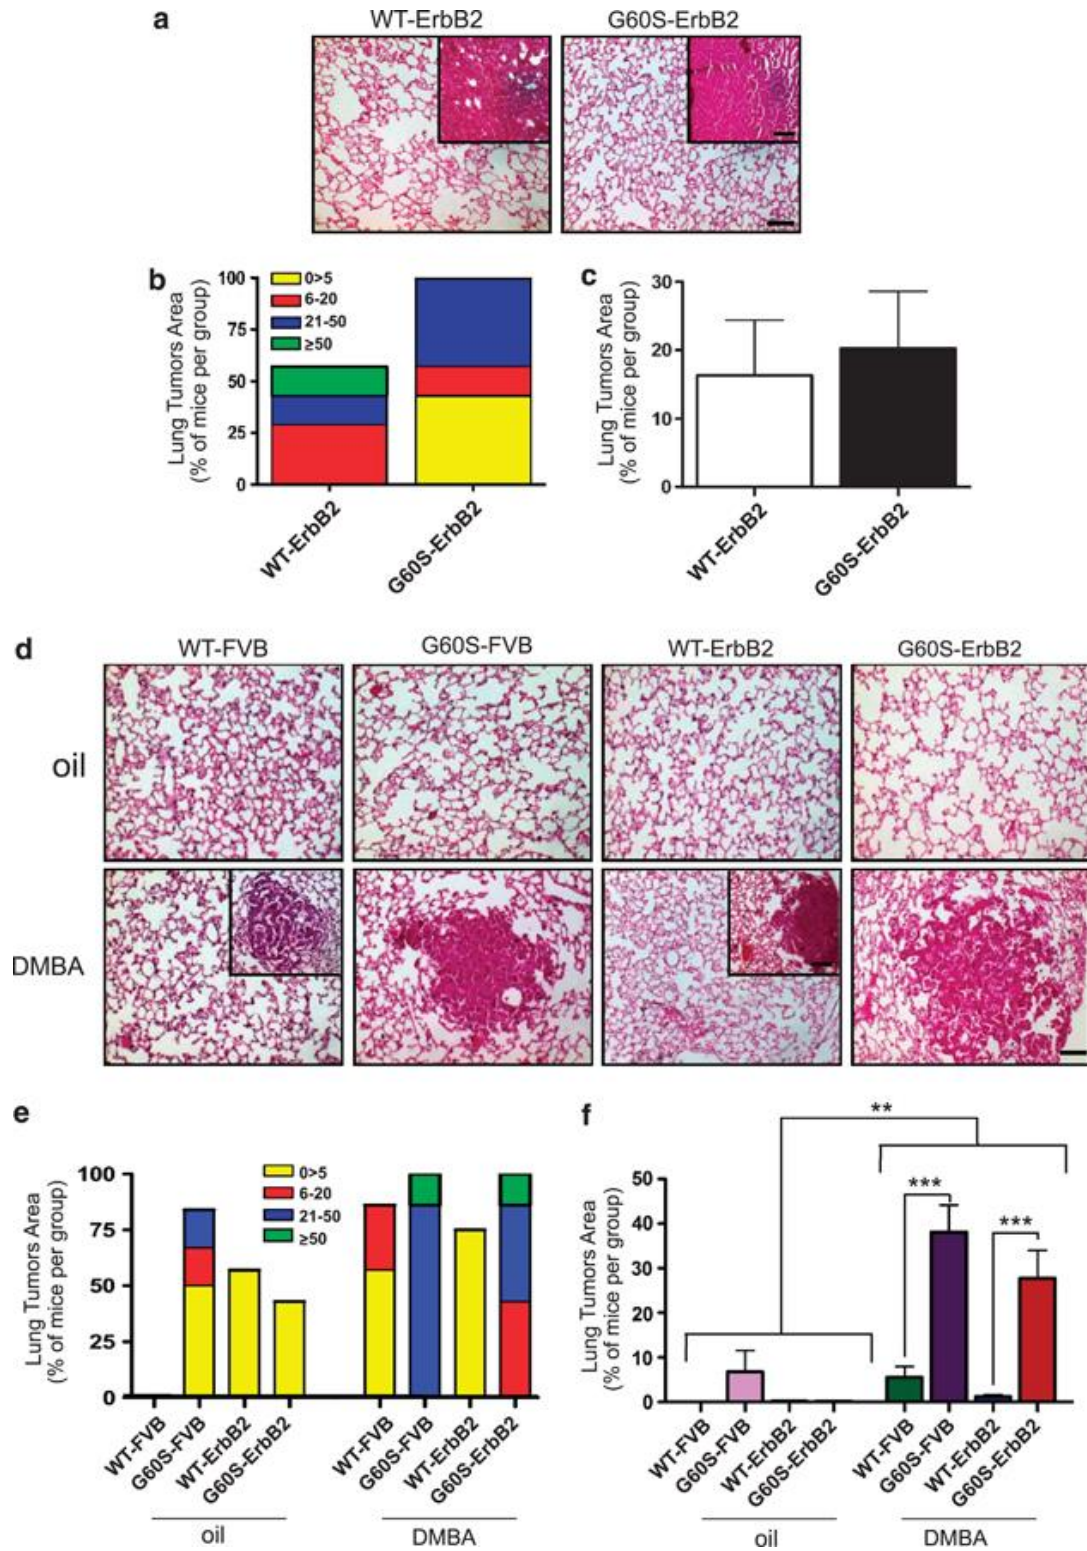 a
WT-ErbB2
G60S-ErbB2
b
Lung Tumors Area
(% of mice per group)
100
75
50
25
0
0>5
6-20
21-50
≥50
WT-ErbB2
G60S-ErbB2
c
Lung Tumors Area
(% of mice per group)
30
20
10
0
WT-ErbB2
G60S-ErbB2
d
WT-FVB
G60S-FVB
WT-ErbB2
G60S-ErbB2
oil
DMBA
e
Lung Tumors Area
(% of mice per group)
100
75
50
25
0
0>5
6-20
21-50
≥50
WT-FVB
G60S-FVB
WT-ErbB2
G60S-ErbB2
WT-FVB
G60S-FVB
WT-ErbB2
G60S-ErbB2
oil
DMBA
f
Lung Tumors Area
(% of mice per group)
50
40
30
20
10
0
**
***
***
WT-FVB
G60S-FVB
WT-ErbB2
G60S-ErbB2
WT-FVB
G60S-FVB
WT-ErbB2
G60S-ErbB2
oil
DMBA